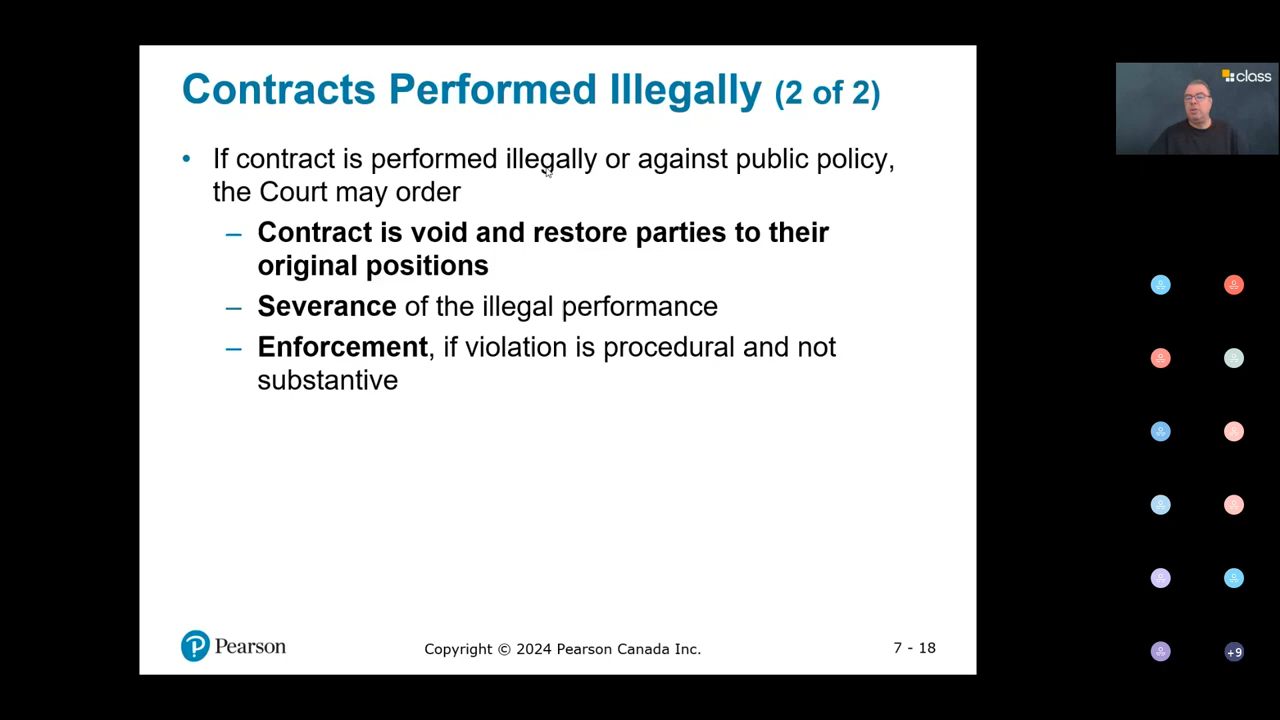 Contracts Performed Illegally (2 of 2)
• If contract is performed illegally or against public policy,
the Court may order
– Contract is void and restore parties to their
original positions
– Severance of the illegal performance
– Enforcement, if violation is procedural and not
substantive
Pearson
Copyright © 2024 Pearson Canada Inc.
7 - 18
class
+9